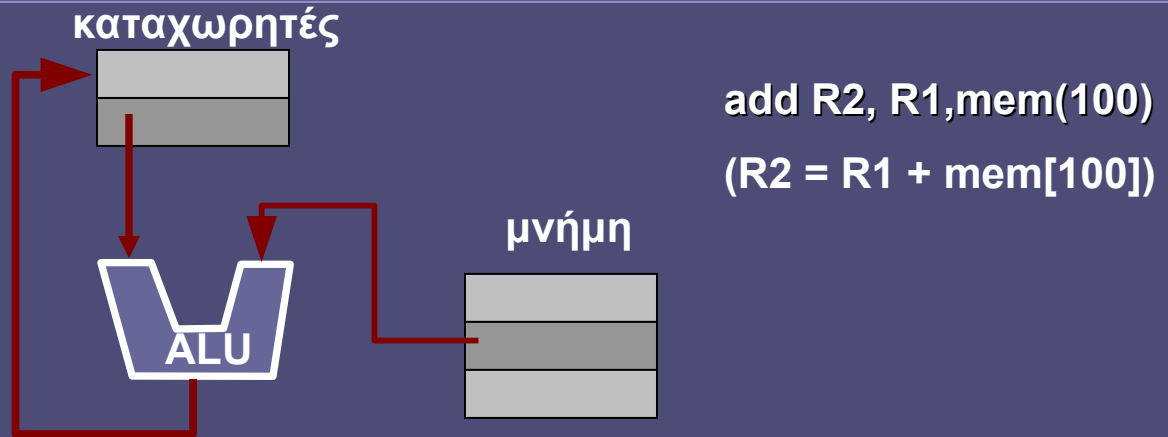 καταχωρητές
add R2, R1,mem(100)
(R2 = R1 + mem[100])
μνήμη
ALU